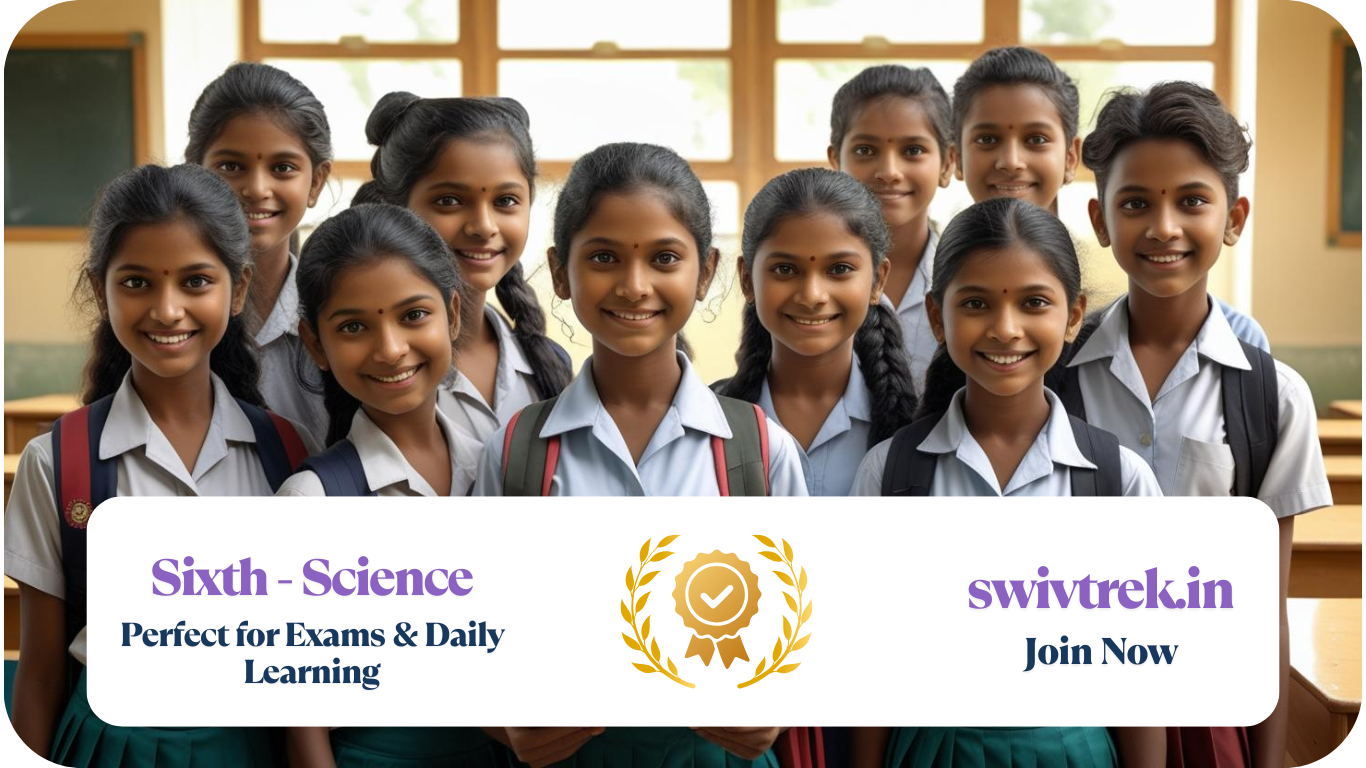 Sixth - Science
Perfect for Exams & Daily
Learning
swivtrek.in
Join Now